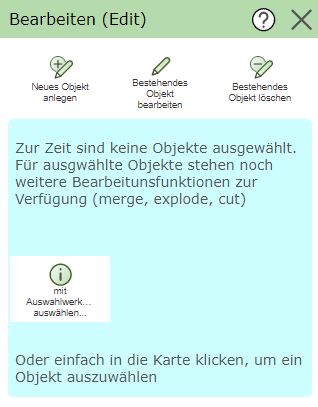 Bearbeiten (Edit)
Neues Objekt
anlegen
Bestehendes
Objekt
bearbeiten
Bestehendes
Objekt löschen
Zur Zeit sind keine Objekte ausgewählt.
Für ausgwählte Objekte stehen noch
weitere Bearbeitunsfunktionen zur
Verfügung (merge, explode, cut)
mit
Auswahlwerk...
auswählen...
Oder einfach in die Karte klicken, um ein
Objekt auszuwählen